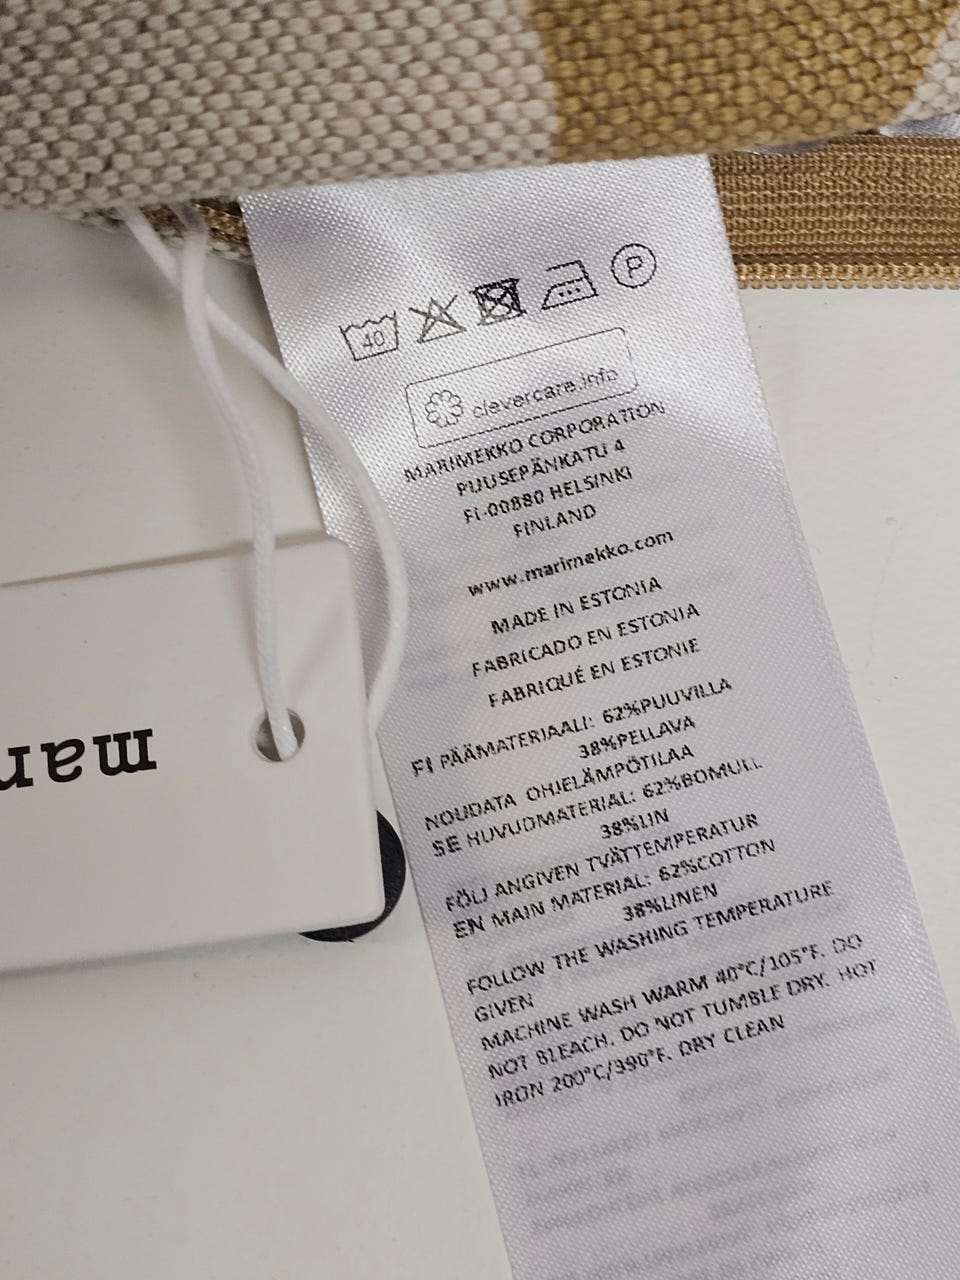 40
P
clevercare.info
MARIMEKKO CORPORATION
PUUSEPÄNKATU 4
FI-00880 HELSINKI
FINLAND
www.marimekko.com
MADE IN ESTONIA
FABRICADO EN ESTONIA
FABRIQUÉ EN ESTONIE
FI PÄÄMATERIAALI: 62%PUUVILLA
38%PELLAVA
NOUDATA OHJELÄMPÖTILAA
SE HUVUDMATERIAL: 62%BOMULL
38%LIN
FÖLJ ANGIVEN TVÄTTEMPERATUR
EN MAIN MATERIAL: 62%COTTON
38%LINEN
FOLLOW THE WASHING TEMPERATURE
GIVEN
MACHINE WASH WARM 40°C/105°F. DO
NOT BLEACH. DO NOT TUMBLE DRY. HOT
IRON 200°C/390°F. DRY CLEAN
mar